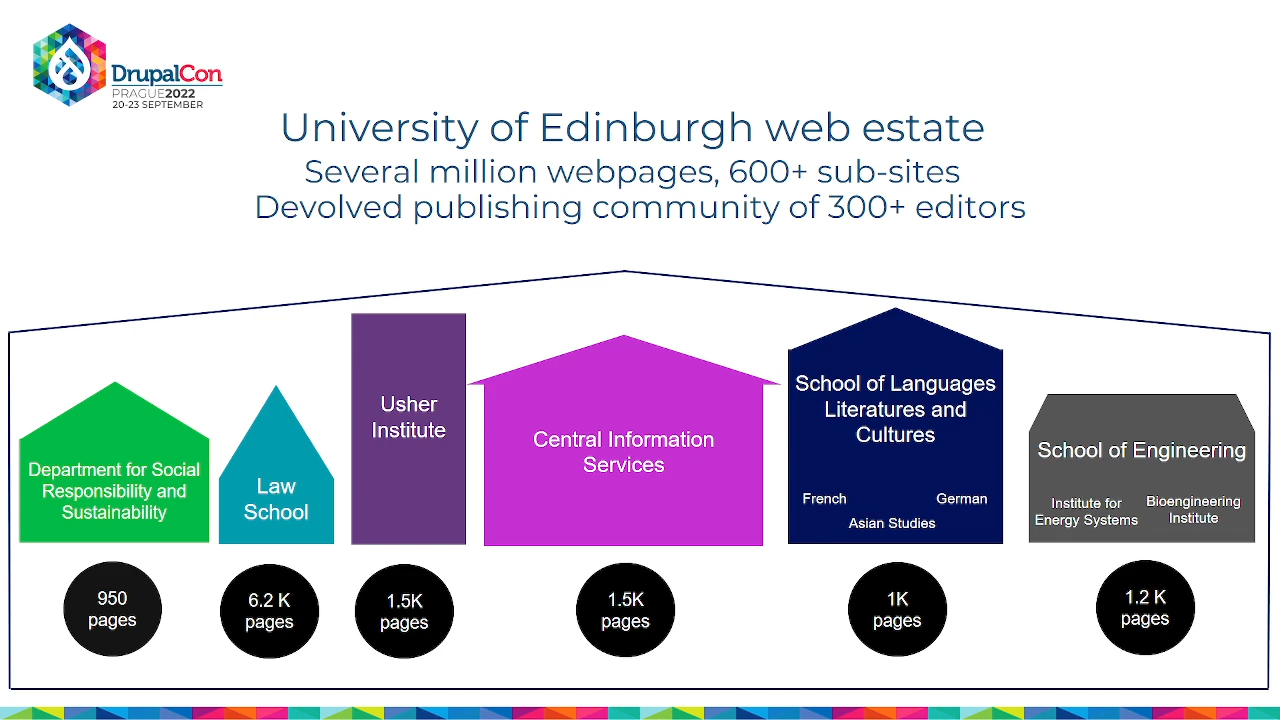 DrupalCon
PRAGUE2022
20-23 SEPTEMBER
University of Edinburgh web estate
Several million webpages, 600+ sub-sites
Devolved publishing community of 300+ editors
Department for Social
Responsibility and
Sustainability
Law
School
Usher
Institute
Central Information
Services
School of Languages
Literatures and
Cultures
French
German
Asian Studies
School of Engineering
Institute for
Energy Systems
Bioengineering
Institute
950
pages
6.2 K
pages
1.5K
pages
1.5K
pages
1K
pages
1.2 K
pages